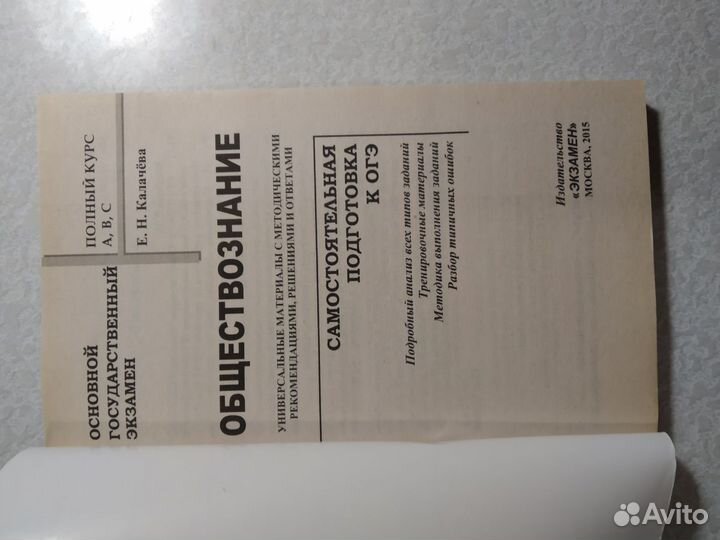 ОСНОВНОЙ
ГОСУДАРСТВЕННЫЙ
ЭКЗАМЕН
ПОЛНЫЙ КУРС
А, В, С
Е. Н. Калачёва
ОБЩЕСТВОЗНАНИЕ
УНИВЕРСАЛЬНЫЕ МАТЕРИАЛЫ С МЕТОДИЧЕСКИМИ
РЕКОМЕНДАЦИЯМИ, РЕШЕНИЯМИ И ОТВЕТАМИ
САМОСТОЯТЕЛЬНАЯ
ПОДГОТОВКА
К ОГЭ
Подробный анализ всех типов заданий
Тренировочные материалы
Методика выполнения заданий
Разбор типичных ошибок
Издательство
«ЭКЗАМЕН»
МОСКВА, 2015
Avito